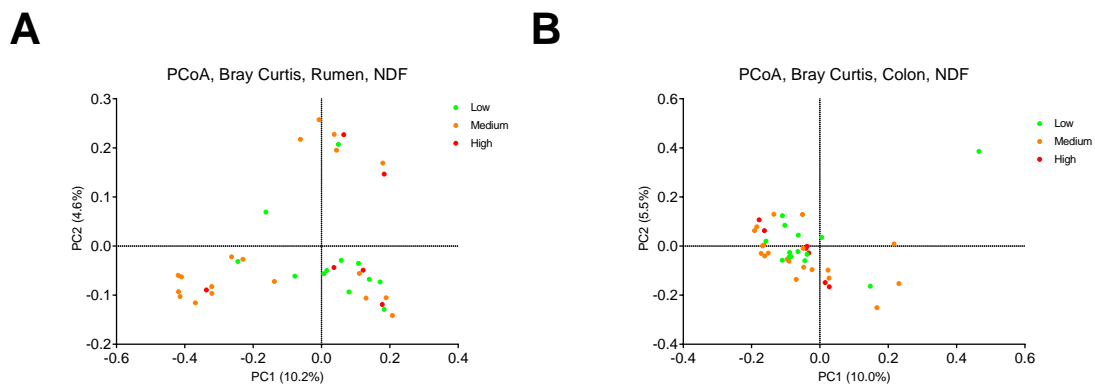 A
PCoA, Bray Curtis, Rumen, NDF
0.3
0.2
0.1
0.0
-0.1
-0.2
-0.6
-0.4
-0.2
0.0
0.2
0.4
PC2 (4.6%)
PC1 (10.2%)
Low
Medium
High
B
PCoA, Bray Curtis, Colon, NDF
0.6
0.4
0.2
0.0
-0.2
-0.4
-0.4
-0.2
0.0
0.2
0.4
0.6
PC2 (5.5%)
PC1 (10.0%)
Low
Medium
High